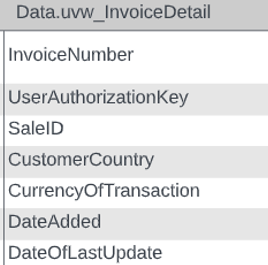 Data.uvw_InvoiceDetail
InvoiceNumber
UserAuthorizationKey
SaleID
CustomerCountry
CurrencyOfTransaction
DateAdded
DateOfLastUpdate